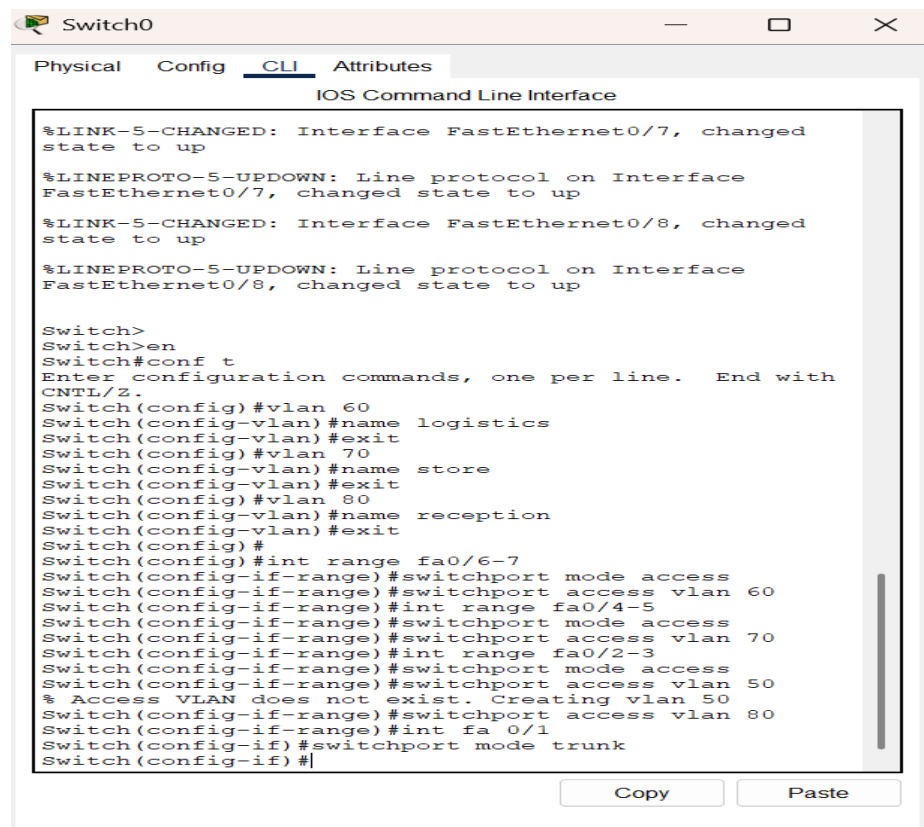 Switch0
Physical Config CLI Attributes
IOS Command Line Interface
%LINK-5-CHANGED: Interface FastEthernet0/7, changed
state to up
%LINEPROTO-5-UPDOWN: Line protocol on Interface
FastEthernet0/7, changed state to up
%LINK-5-CHANGED: Interface FastEthernet0/8, changed
state to up
%LINEPROTO-5-UPDOWN: Line protocol on Interface
FastEthernet0/8, changed state to up
Switch>
Switch>en
Switch#conf t
Enter configuration commands, one per line. End with
CNTL/Z.
Switch(config)#vlan 60
Switch(config-vlan)#name logistics
Switch(config-vlan)#exit
Switch(config)#vlan 70
Switch(config-vlan)#name store
Switch(config-vlan)#exit
Switch(config)#vlan 80
Switch(config-vlan)#name reception
Switch(config-vlan)#exit
Switch(config)#
Switch(config)#int range fa0/6-7
Switch(config-if-range)#switchport mode access
Switch(config-if-range)#switchport access vlan 60
Switch(config-if-range)#int range fa0/4-5
Switch(config-if-range)#switchport mode access
Switch(config-if-range)#switchport access vlan 70
Switch(config-if-range)#int range fa0/2-3
Switch(config-if-range)#switchport mode access
Switch(config-if-range)#switchport access vlan 50
% Access VLAN does not exist. Creating vlan 50
Switch(config-if-range)#switchport access vlan 80
Switch(config-if-range)#int fa 0/1
Switch(config-if)#switchport mode trunk
Switch(config-if)#
Copy Paste